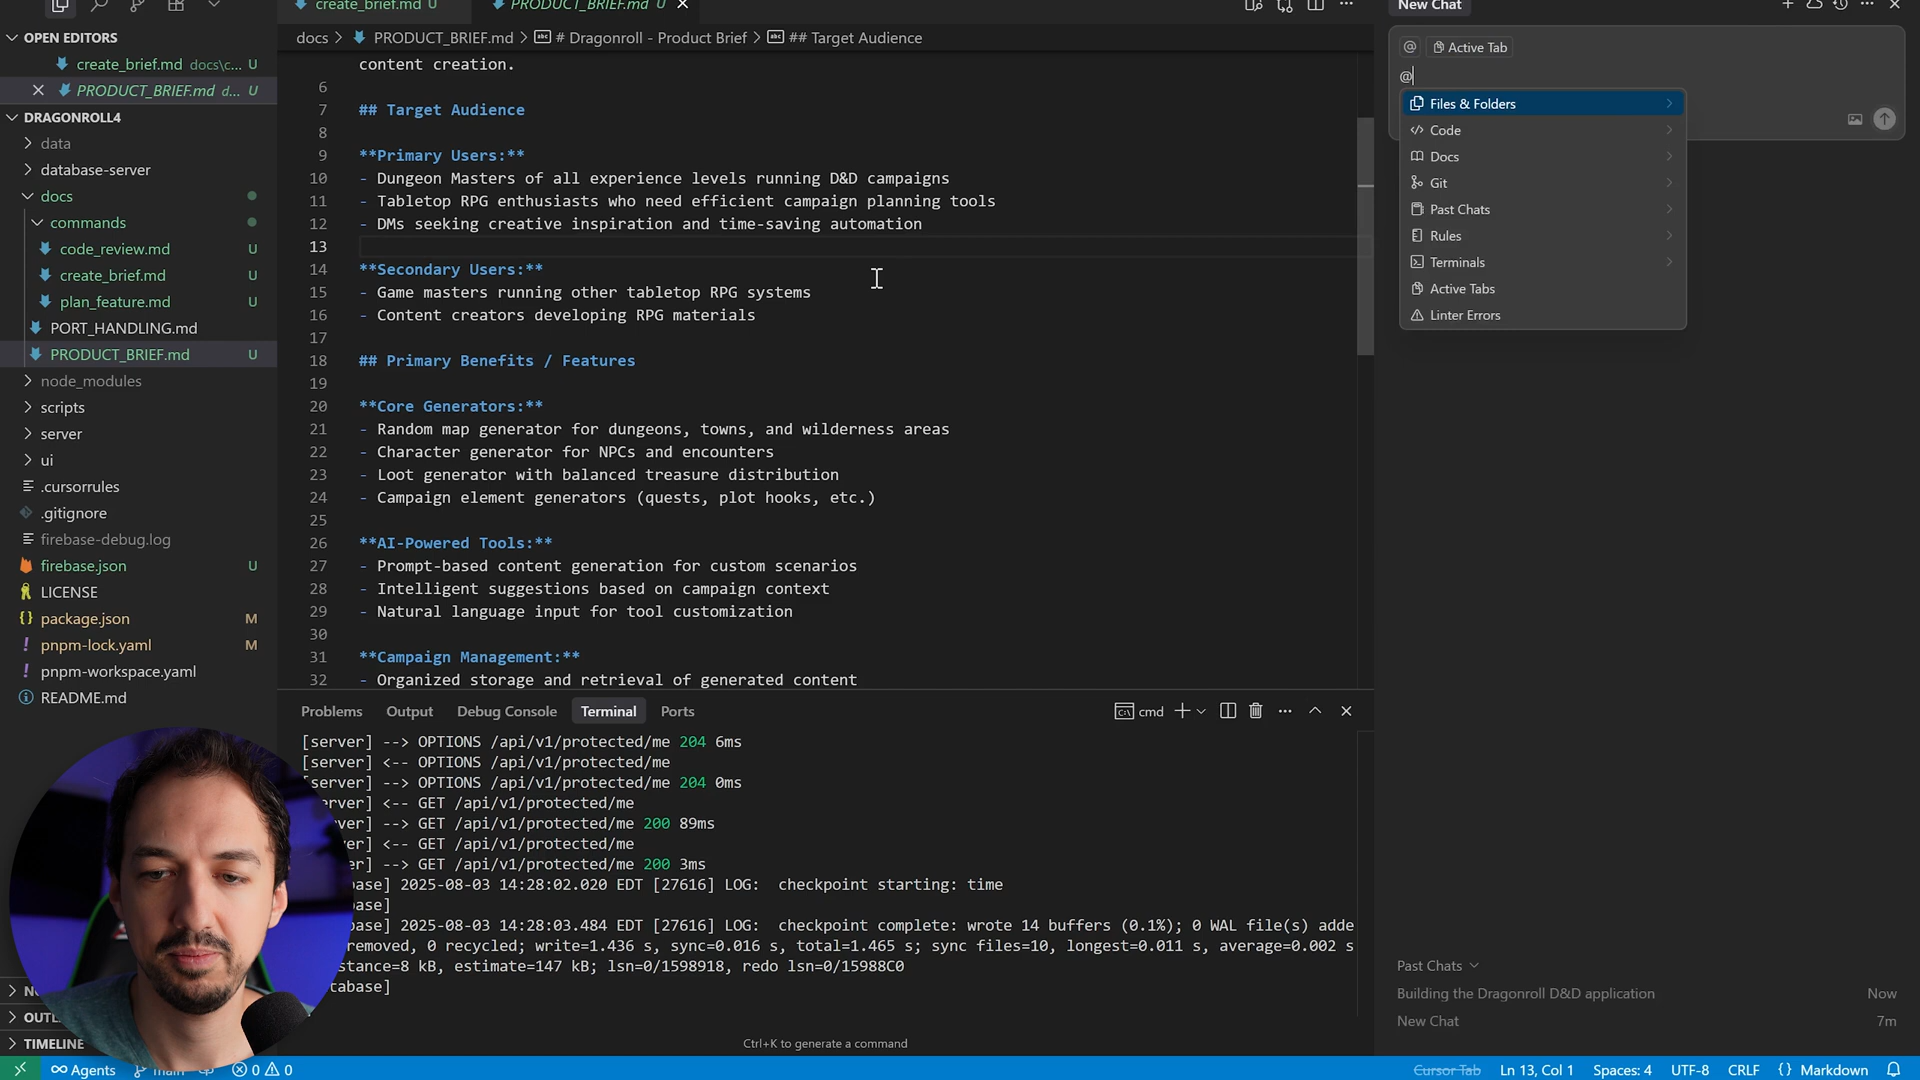 OPEN EDITORS
create_brief.md docs\c... U
PRODUCT_BRIEF.md d... U
DRAGONROLL4
data
database-server
docs
commands
code_review.md U
create_brief.md U
plan_feature.md U
PORT_HANDLING.md
PRODUCT_BRIEF.md U
node_modules
scripts
server
ui
.cursorrules
.gitignore
firebase-debug.log
firebase.json U
LICENSE
package.json M
pnpm-lock.yaml M
pnpm-workspace.yaml
README.md
OUTL
TIMELINE
create_brief.md U
PRODUCT_BRIEF.md U
docs > PRODUCT_BRIEF.md > # Dragonroll - Product Brief > ## Target Audience
content creation.
6
7 ## Target Audience
8
9 **Primary Users:**
10 - Dungeon Masters of all experience levels running D&D campaigns
11 - Tabletop RPG enthusiasts who need efficient campaign planning tools
12 - DMs seeking creative inspiration and time-saving automation
13
14 **Secondary Users:**
15 - Game masters running other tabletop RPG systems
16 - Content creators developing RPG materials
17
18 ## Primary Benefits / Features
19
20 **Core Generators:**
21 - Random map generator for dungeons, towns, and wilderness areas
22 - Character generator for NPCs and encounters
23 - Loot generator with balanced treasure distribution
24 - Campaign element generators (quests, plot hooks, etc.)
25
26 **AI-Powered Tools:**
27 - Prompt-based content generation for custom scenarios
28 - Intelligent suggestions based on campaign context
29 - Natural language input for tool customization
30
31 **Campaign Management:**
32 - Organized storage and retrieval of generated content
Problems Output Debug Console Terminal Ports
cmd
[server] --> OPTIONS /api/v1/protected/me 204 6ms
[server] <-- OPTIONS /api/v1/protected/me
[server] --> OPTIONS /api/v1/protected/me 204 0ms
erver] <-- GET /api/v1/protected/me
ver] --> GET /api/v1/protected/me 200 89ms
ver] <-- GET /api/v1/protected/me
er] --> GET /api/v1/protected/me 200 3ms
base] 2025-08-03 14:28:02.020 EDT [27616] LOG:  checkpoint starting: time
ase]
base] 2025-08-03 14:28:03.484 EDT [27616] LOG:  checkpoint complete: wrote 14 buffers (0.1%); 0 WAL file(s) adde
removed, 0 recycled; write=1.436 s, sync=0.016 s, total=1.465 s; sync files=10, longest=0.011 s, average=0.002 s
stance=8 kB, estimate=147 kB; lsn=0/1598918, redo lsn=0/15988C0
tabase]
Ctrl+K to generate a command
New Chat
@ Active Tab
@
Files & Folders
Code
Docs
Git
Past Chats
Rules
Terminals
Active Tabs
Linter Errors
Past Chats
Building the Dragonroll D&D application Now
New Chat 7m
Agents main 0 0 Cursor Tab Ln 13, Col 1 Spaces: 4 UTF-8 CRLF {} Markdown